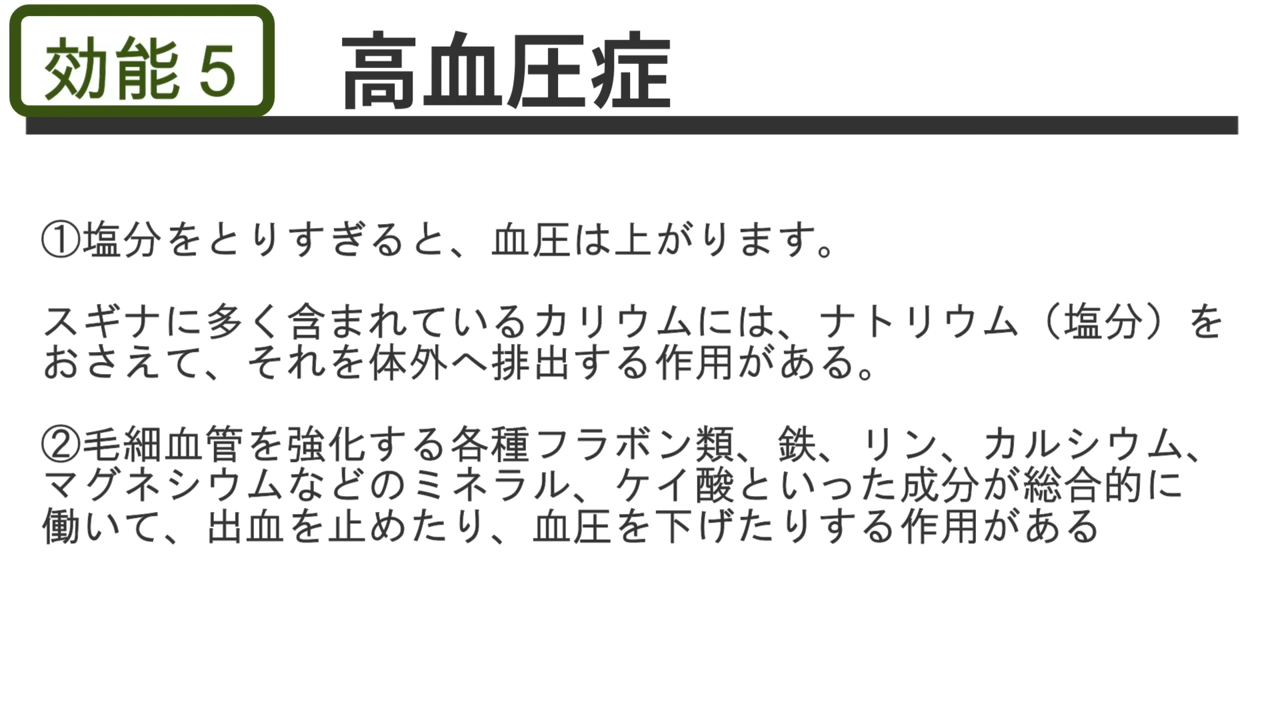 効能５
高血圧症
①塩分をとりすぎると、血圧は上がります。
スギナに多く含まれているカリウムには、ナトリウム（塩分）を
おさえて、それを体外へ排出する作用がある。
②毛細血管を強化する各種フラボン類、鉄、リン、カルシウム、
マグネシウムなどのミネラル、ケイ酸といった成分が総合的に
働いて、出血を止めたり、血圧を下げたりする作用がある